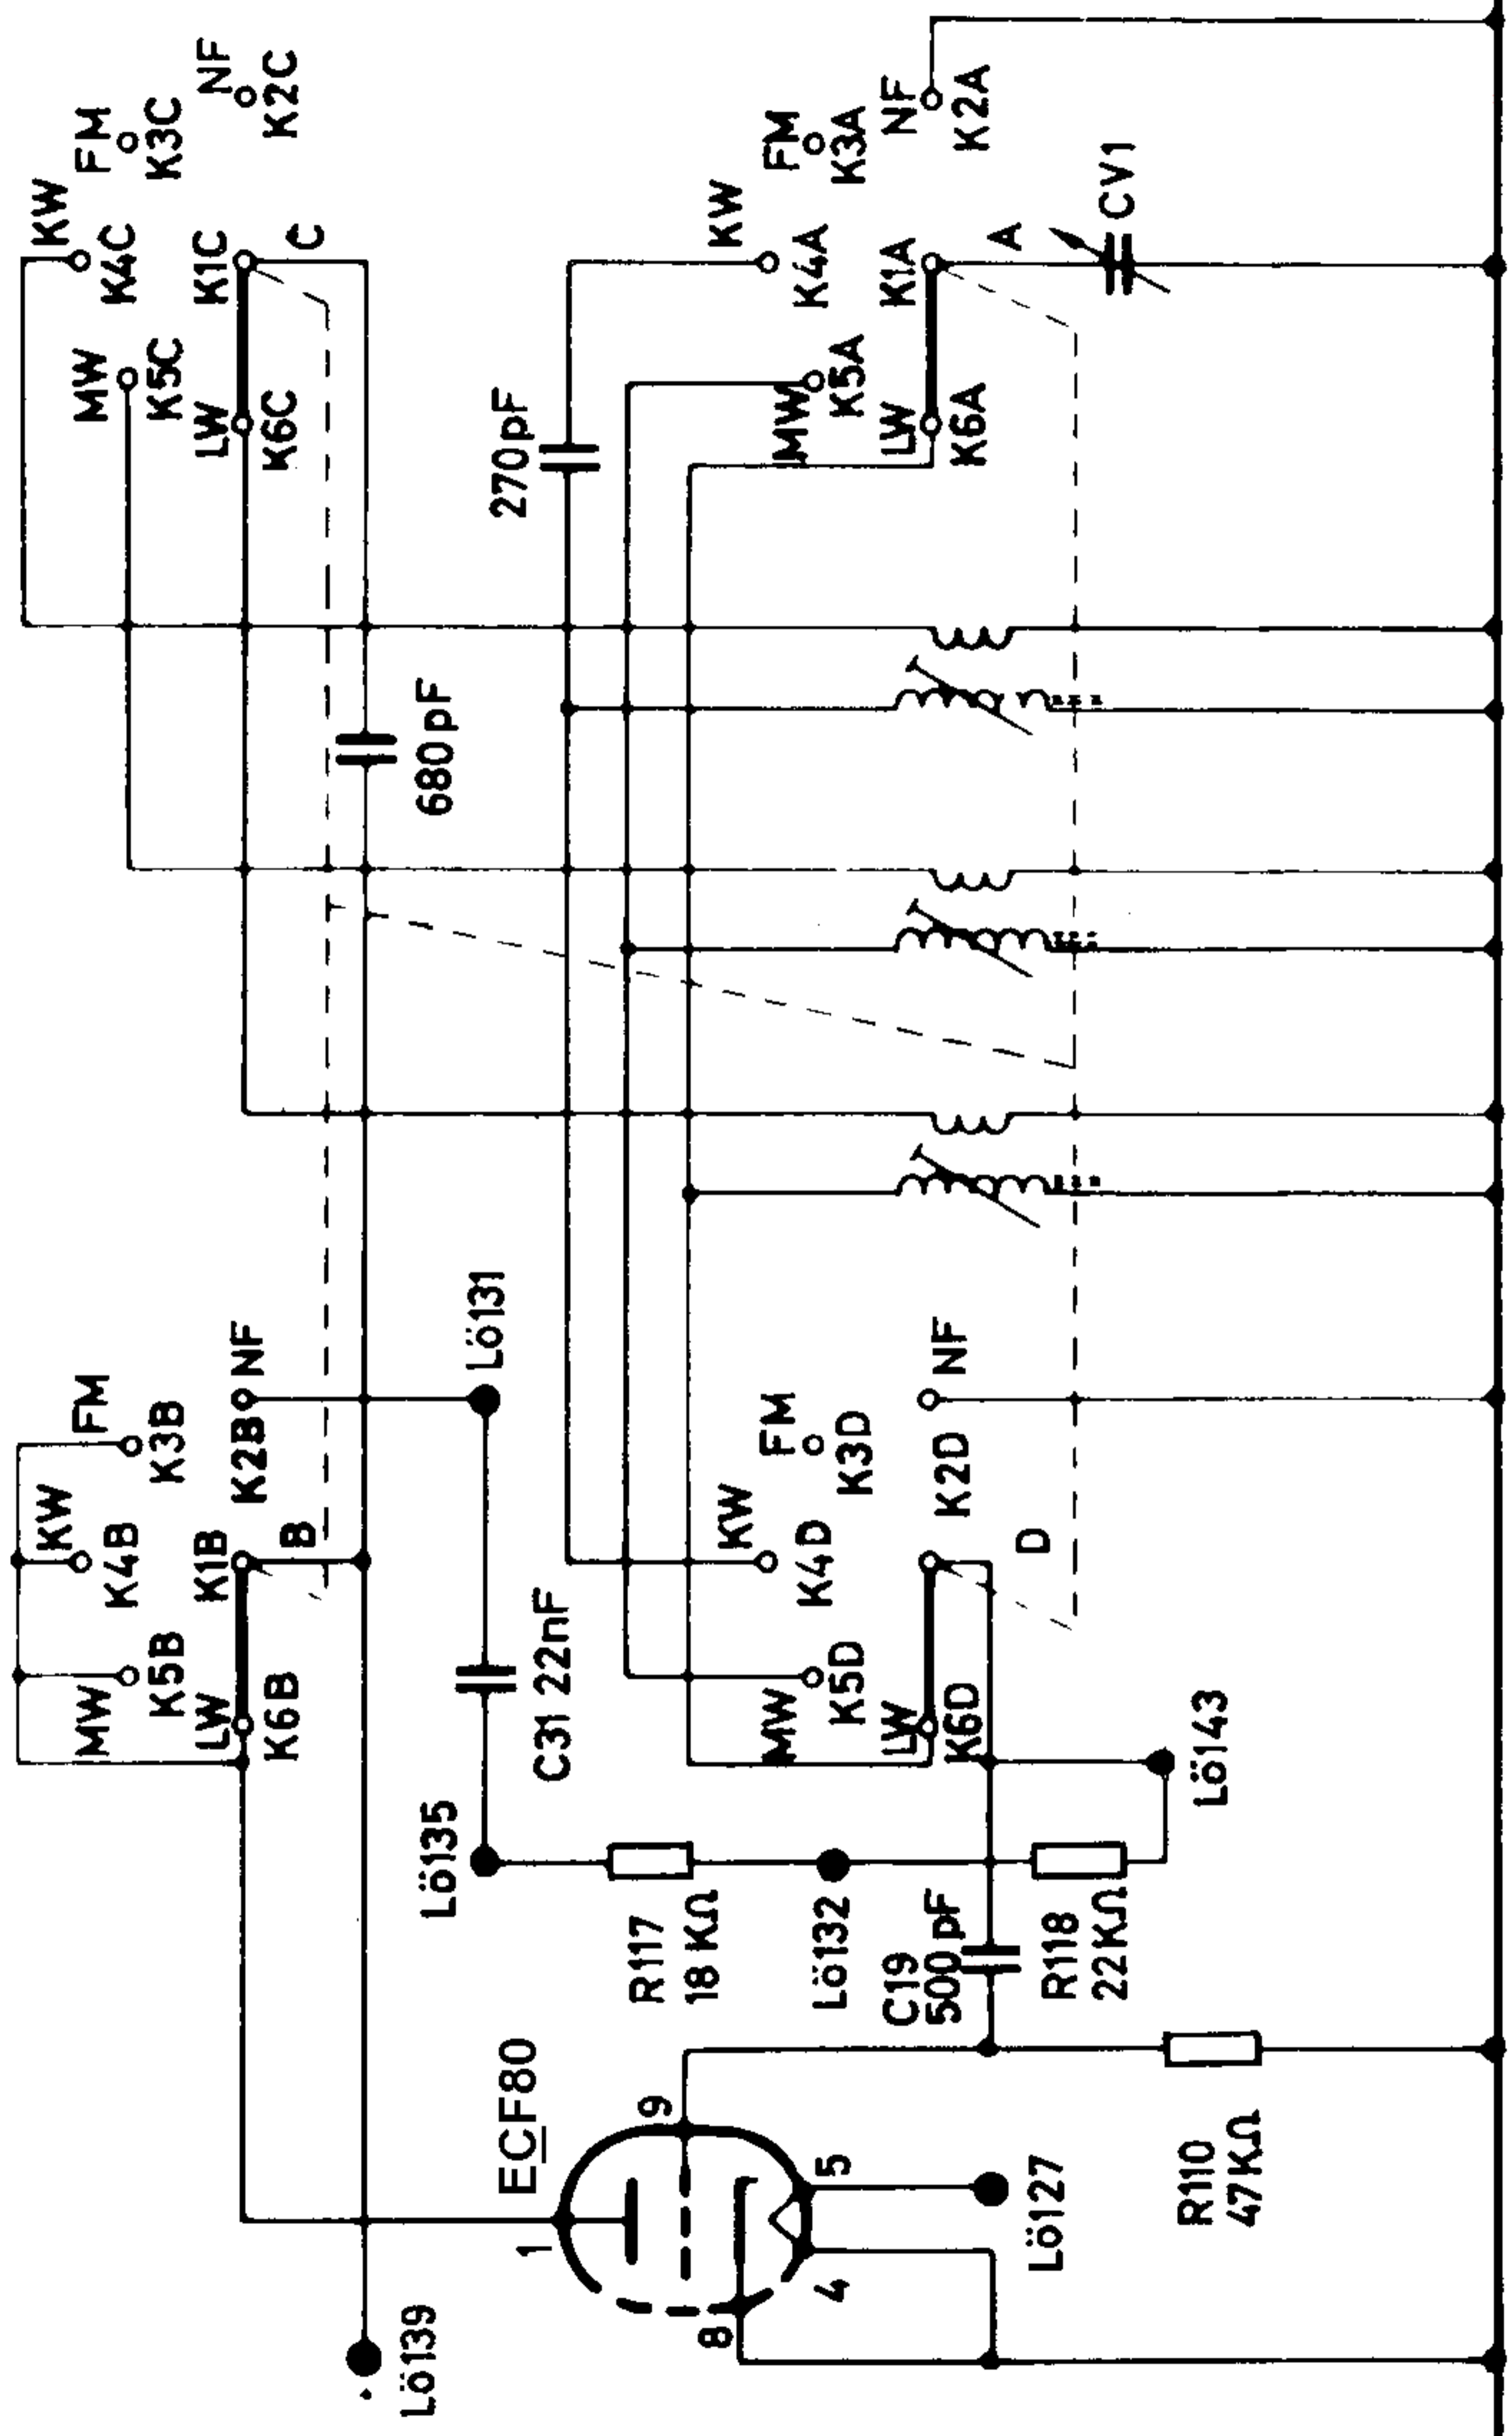 KW
K4C
FM
K3C
NF
K2C
MW
K5C
K1C
C
LW
K6C
270pF
KW
K4A
FM
K3A
NF
K2A
MW
K5A
K1A
A
LW
K6A
CV1
680pF
FM
K3B
KW
K4B
K2B
NF
Lö131
MW
K5B
K1B
B
LW
K6B
C31 22nF
KW
K4D
FM
K3D
NF
K2D
D
MW
K5D
LW
K6D
Lö143
Lö135
R117
18 KΩ
Lö132
C19
500 pF
R118
22KΩ
ECF80
1
9
8
4
5
Lö127
R110
47KΩ
Lö139